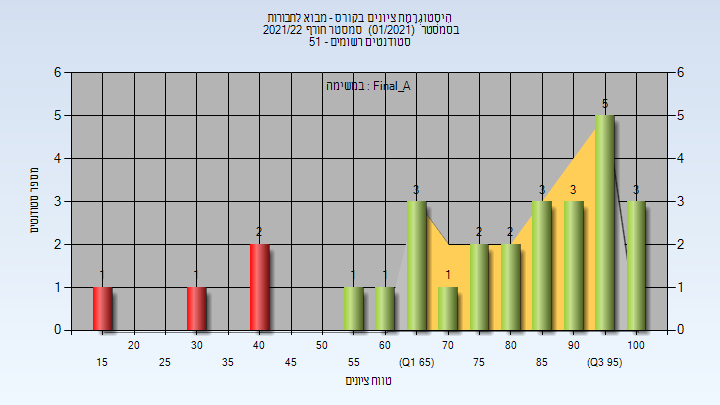 היסטוגרמת ציונים בקורס - מבוא לחבורות
בסמסטר (01/2021) סמסטר חורף 2021/22
סטודנטים רשומים - 51
במשימה : Final_A
6 6
5 5 5
4 4
3 3 3 3 3 3
2 2 2 2 2
1 1 1 1 1 1 1
0 0
מספר סטודנטים
20 30 40 50 60 70 80 90 100
15 25 35 45 55 (Q1 65) 75 85 (Q3 95)
טווח ציונים